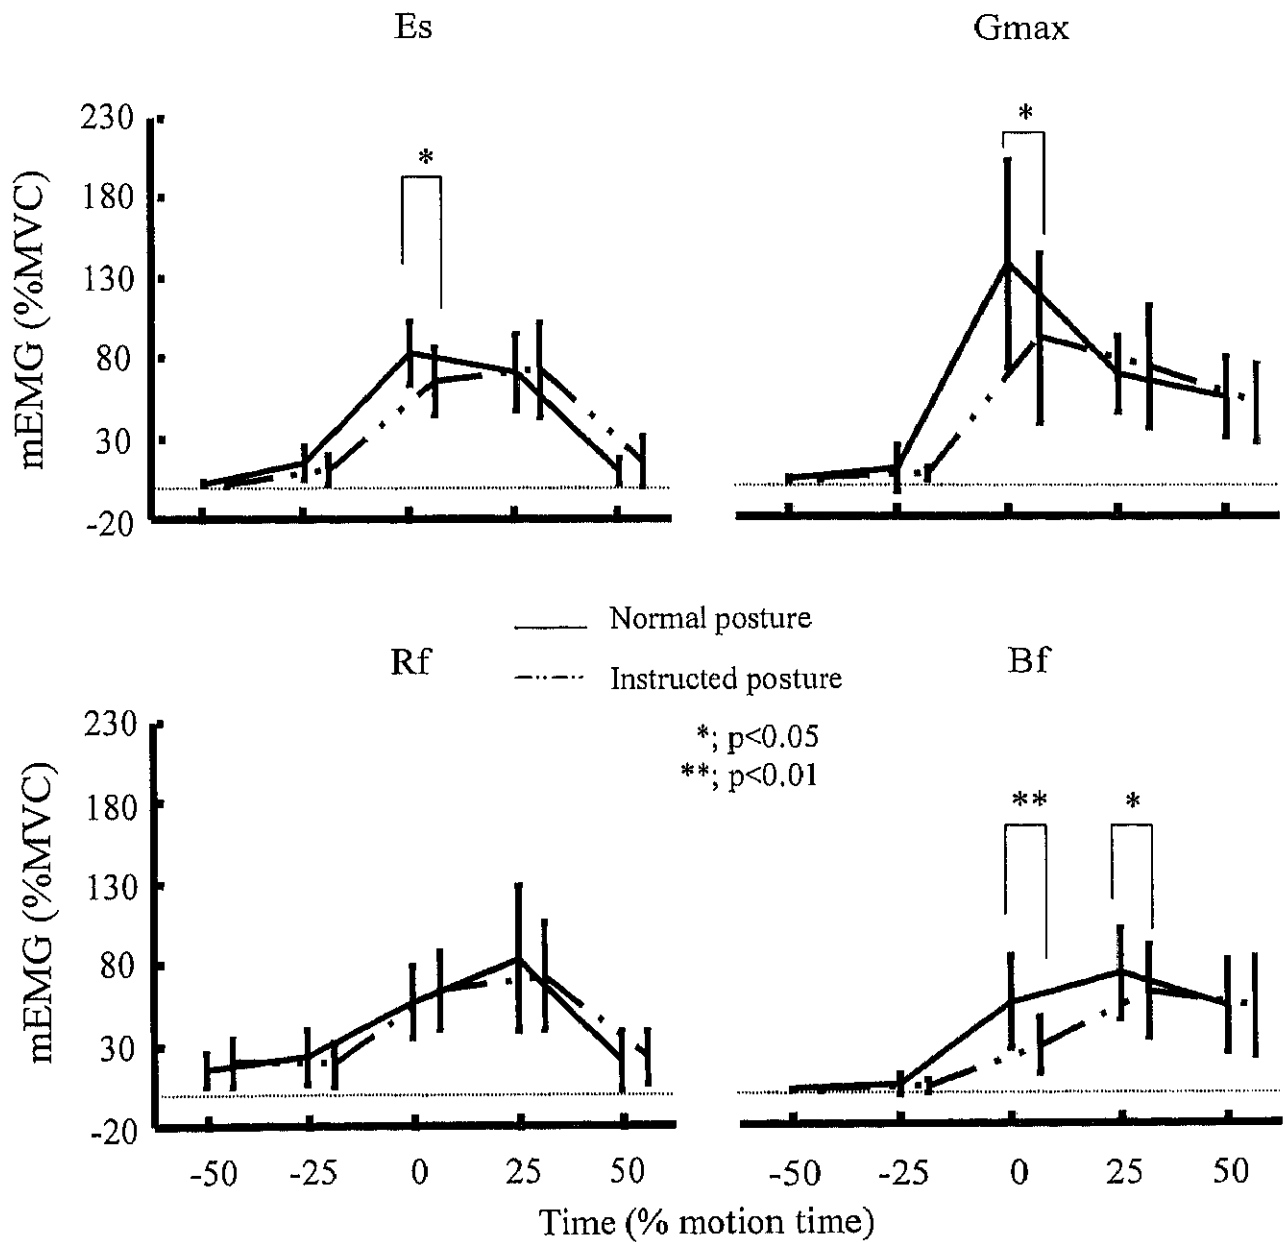 Es
Gmax
mEMG (%MVC)
230
180
130
80
30
-20
*
*
Normal posture
Instructed posture
*; p<0.05
**; p<0.01
Rf
Bf
mEMG (%MVC)
230
180
130
80
30
-20
**
*
-50 -25 0 25 50
-50 -25 0 25 50
Time (% motion time)